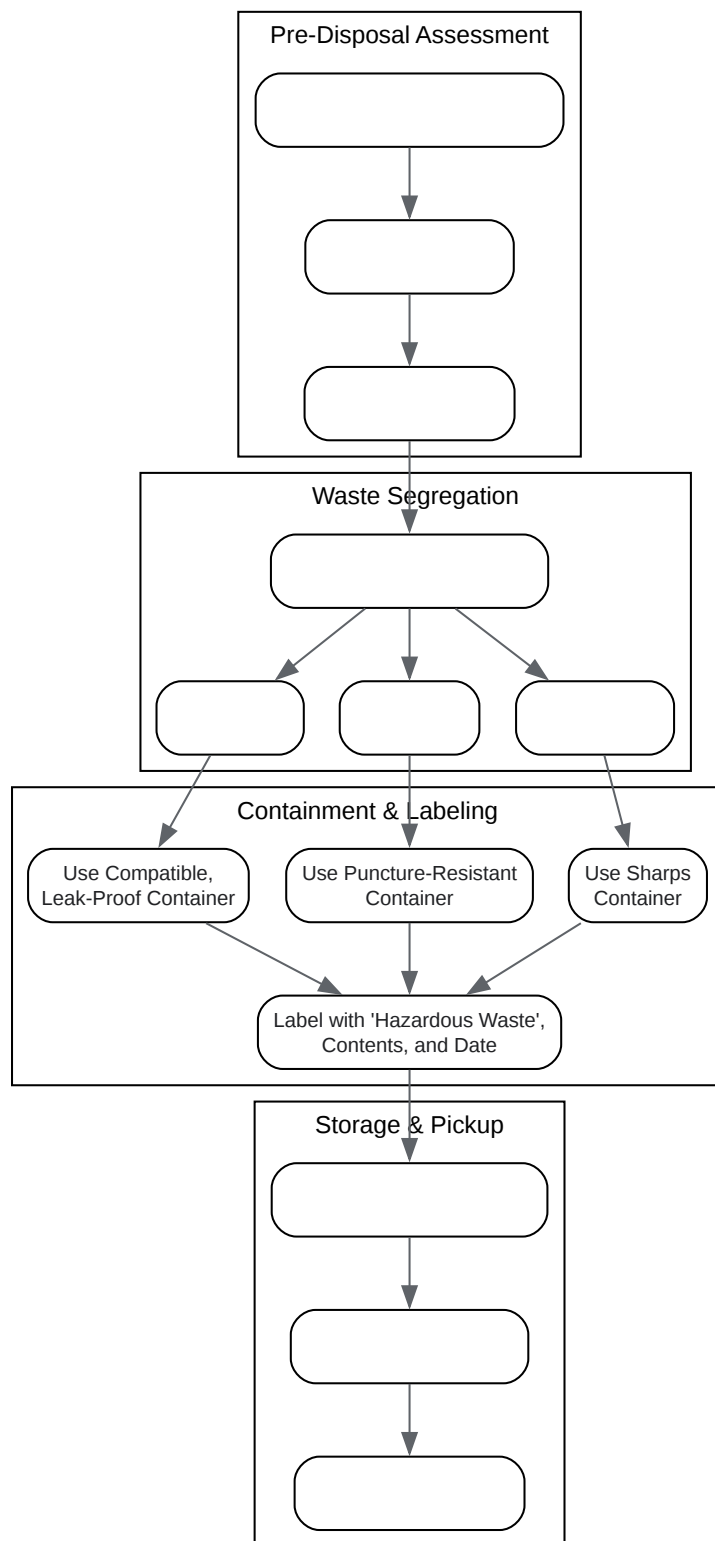 Pre-Disposal Assessment
Waste Segregation
Containment & Labeling
Use Compatible,
Leak-Proof Container
Use Puncture-Resistant
Container
Use Sharps
Container
Label with 'Hazardous Waste',
Contents, and Date
Storage & Pickup